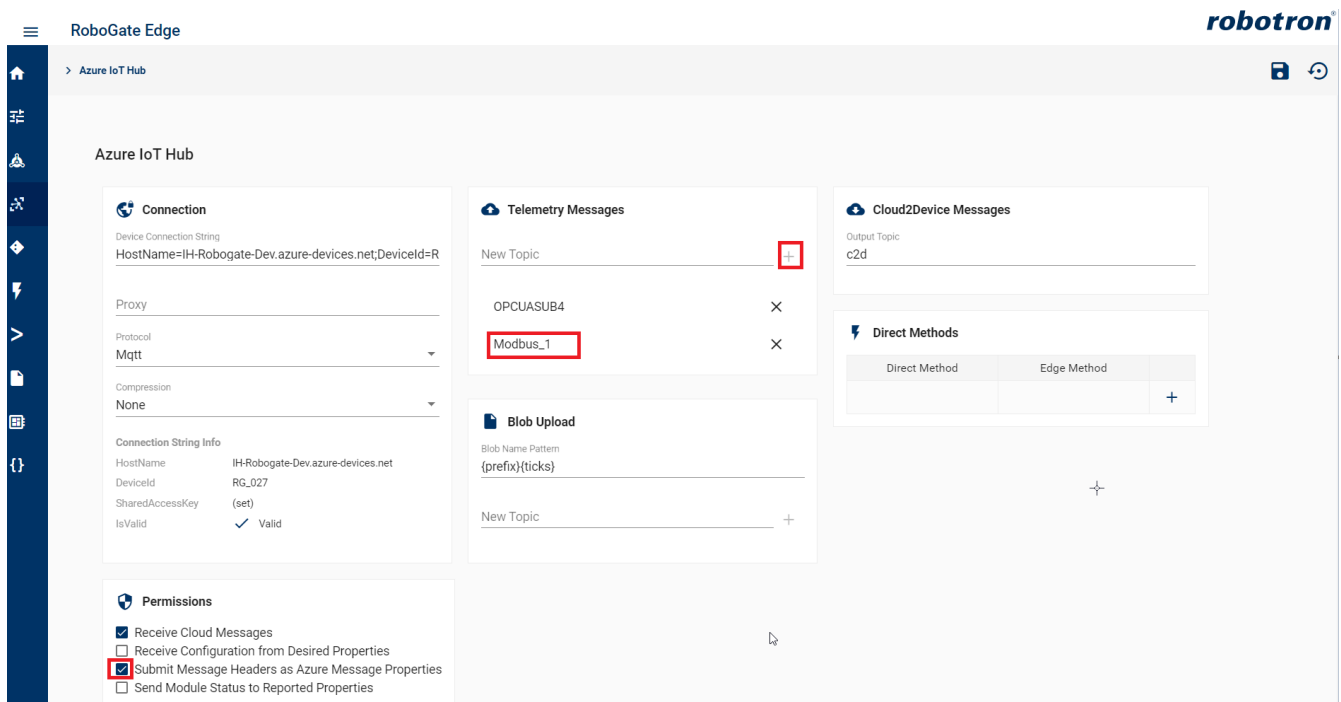 RoboGate Edge
robotron®
> Azure IoT Hub
Azure IoT Hub
Connection
Device Connection String
HostName=IH-Robogate-Dev.azure-devices.net;DeviceId=R
Proxy
Protocol
Mqtt
Compression
None
Connection String Info
HostName IH-Robogate-Dev.azure-devices.net
DeviceId RG_027
SharedAccessKey (set)
IsValid Valid
Telemetry Messages
New Topic +
OPCUASUB4
Modbus_1
Blob Upload
Blob Name Pattern
{prefix}{ticks}
New Topic +
Cloud2Device Messages
Output Topic
c2d
Direct Methods
Direct Method Edge Method
+
Permissions
Receive Cloud Messages
Receive Configuration from Desired Properties
Submit Message Headers as Azure Message Properties
Send Module Status to Reported Properties